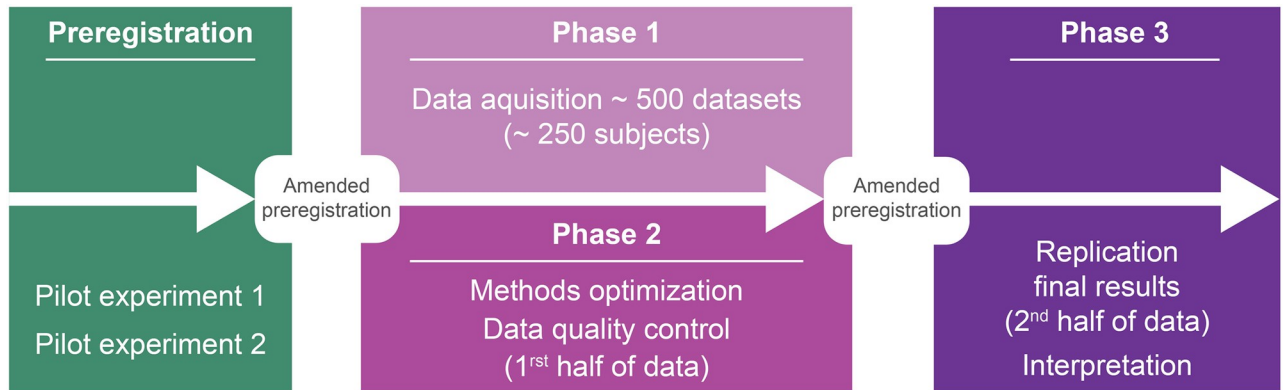 Preregistration
Pilot experiment 1
Pilot experiment 2
Amended
preregistration
Phase 1
Data aquisition ~ 500 datasets
(~ 250 subjects)
Phase 2
Methods optimization
Data quality control
(1rst half of data)
Amended
preregistration
Phase 3
Replication
final results
(2nd half of data)
Interpretation